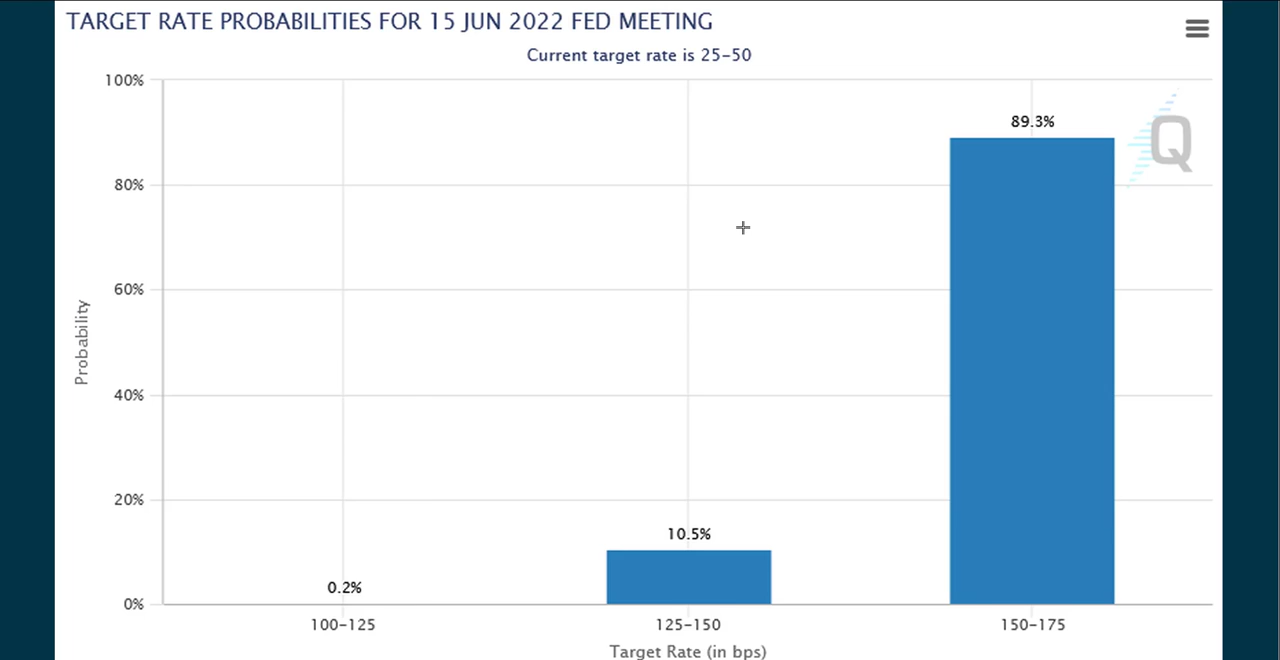 TARGET RATE PROBABILITIES FOR 15 JUN 2022 FED MEETING
Current target rate is 25-50
100%
80%
60%
40%
20%
0%
Probability
0.2%
10.5%
89.3%
Q
100-125
125-150
150-175
Target Rate (in bps)